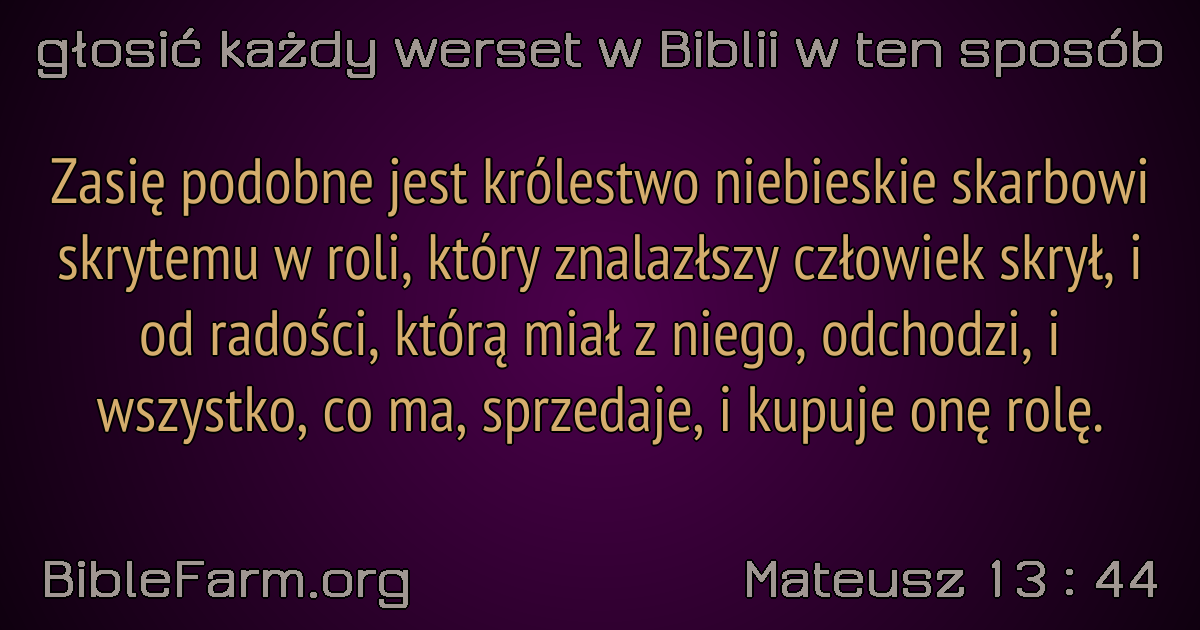 głosić każdy werset w Biblii w ten sposób
Zasię podobne jest królestwo niebieskie skarbowi
skrytemu w roli, który znalazłszy człowiek skrył, i
od radości, którą miał z niego, odchodzi, i
wszystko, co ma, sprzedaje, i kupuje onę rolę.
BibleFarm.org
Mateusz 13 : 44